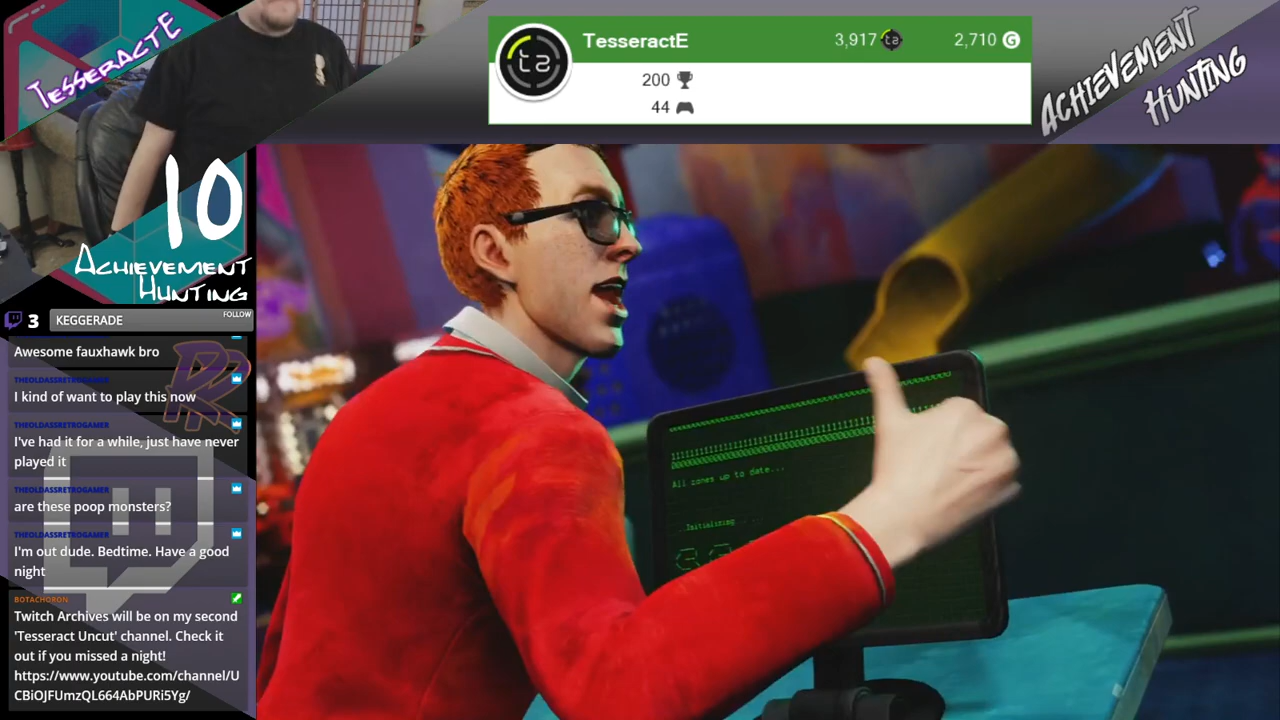 TESSERACTE
TesseractE
3,917
2,710 G
200
44
ACHIEVEMENT
HUNTING
10
ACHIEVEMENT
HUNTING
3
KEGGERADE
FOLLOW
Awesome fauxhawk bro
THEOLDASSRETROGAMER
I kind of want to play this now
THEOLDASSRETROGAMER
I've had it for a while, just have never
played it
THEOLDASSRETROGAMER
are these poop monsters?
THEOLDASSRETROGAMER
I'm out dude. Bedtime. Have a good
night
BOTACHORON
Twitch Archives will be on my second
'Tesseract Uncut' channel. Check it
out if you missed a night!
https://www.youtube.com/channel/U
CBiOJFUmzQL664AbPURi5Yg/
All zones up to date...
Initializing